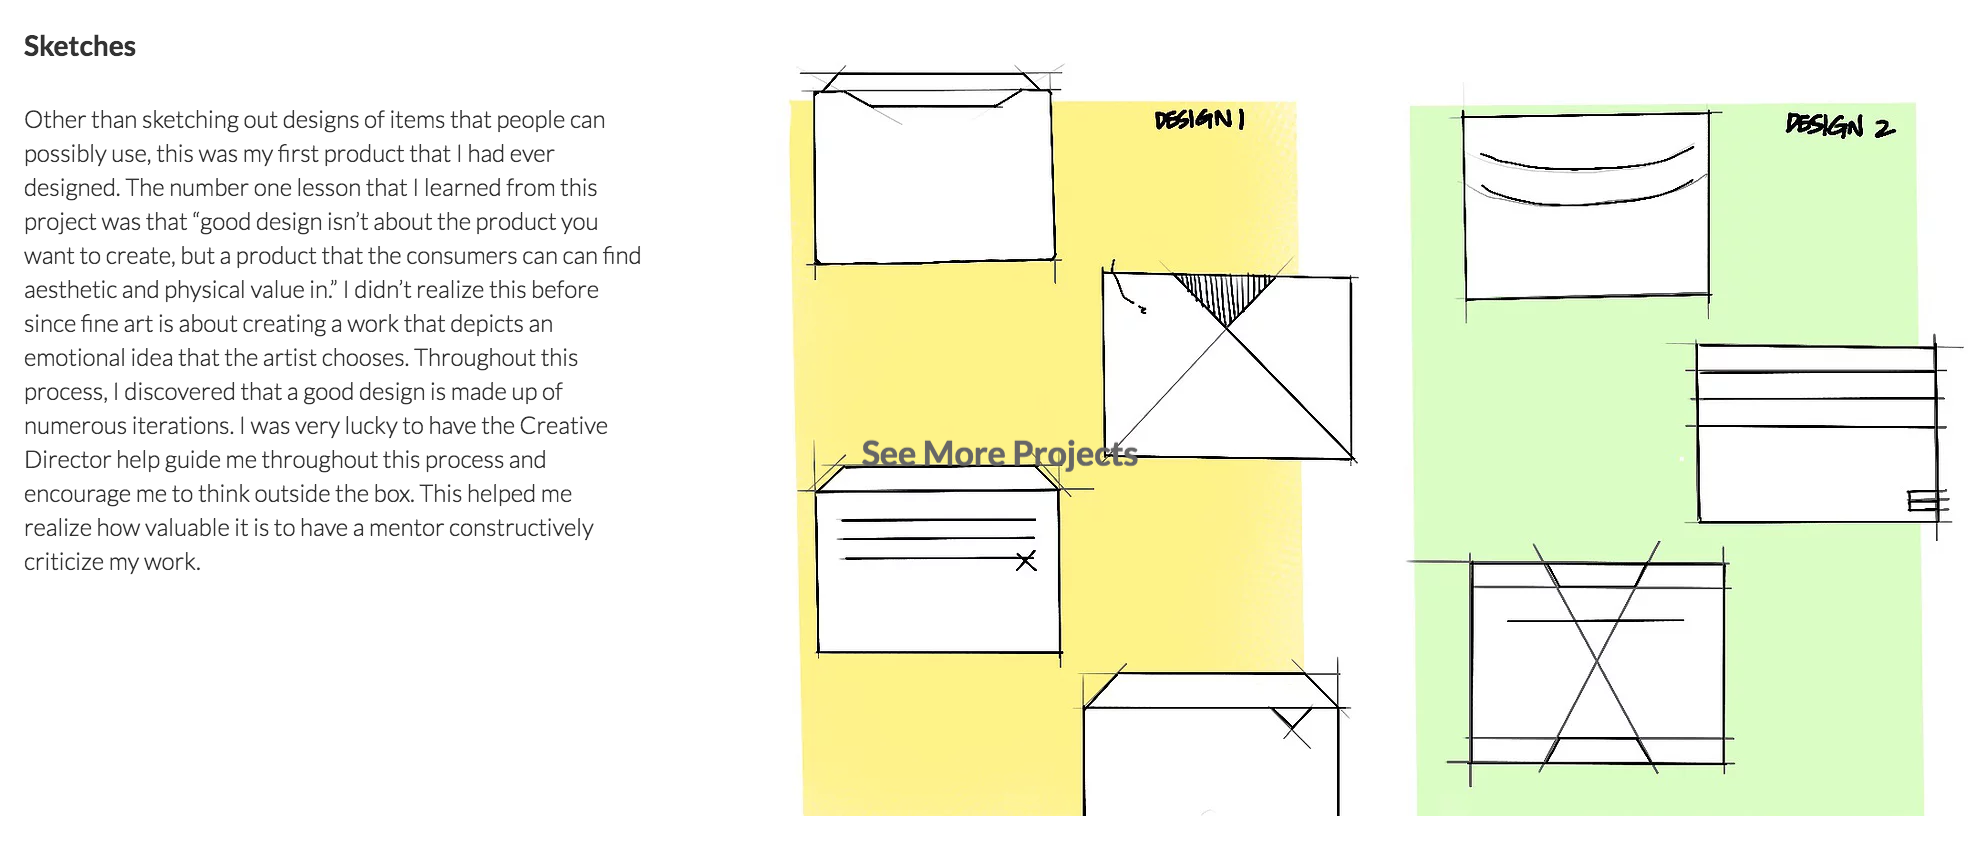 Sketches
Other than sketching out designs of items that people can
possibly use, this was my first product that I had ever
designed. The number one lesson that I learned from this
project was that “good design isn’t about the product you
want to create, but a product that the consumers can can find
aesthetic and physical value in.” I didn’t realize this before
since fine art is about creating a work that depicts an
emotional idea that the artist chooses. Throughout this
process, I discovered that a good design is made up of
numerous iterations. I was very lucky to have the Creative
Director help guide me throughout this process and
encourage me to think outside the box. This helped me
realize how valuable it is to have a mentor constructively
criticize my work.
DESIGN 1
See More Projects
DESIGN 2